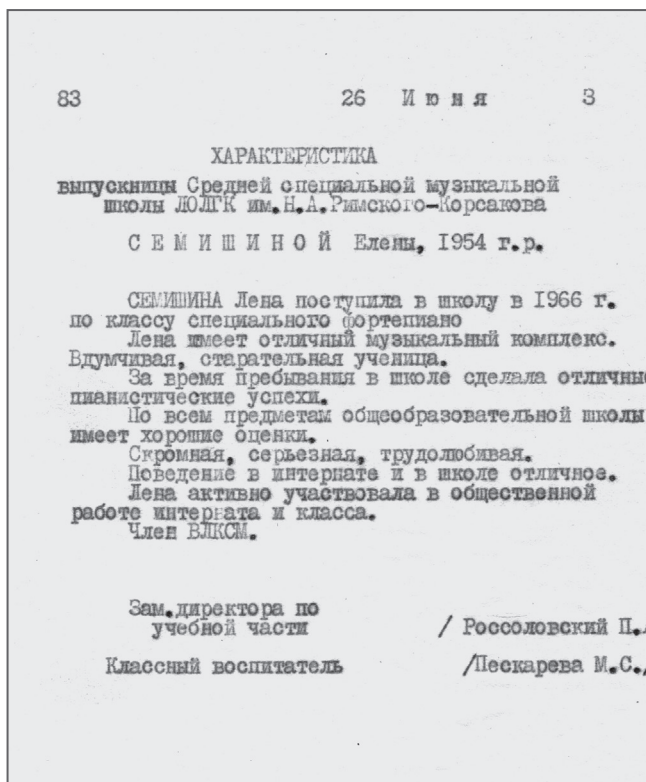 83 26 И ю н я 3
ХАРАКТЕРИСТИКА
выпускницы Средней специальной музыкальной
школы ЛОЛГК им.Н.А.Римского-Корсакова
С Е М И Ш И Н О Й Елены, 1954 г.р.
СЕМИШИНА Лена поступила в школу в 1966 г.
по классу специального фортепиано
Лена имеет отличный музыкальный комплекс.
Вдумчивая, старательная ученица.
За время пребывания в школе сделала отличны
пианистические успехи.
По всем предметам общеобразовательной школы
имеет хорошие оценки.
Скромная, серьезная, трудолюбивая.
Поведение в интернате и в школе отличное.
Лена активно участвовала в общественной
работе интерната и класса.
Член ВЛКСМ.
Зам.директора по
учебной части / Россоловский П.
Классный воспитатель /Пескарева М.С./